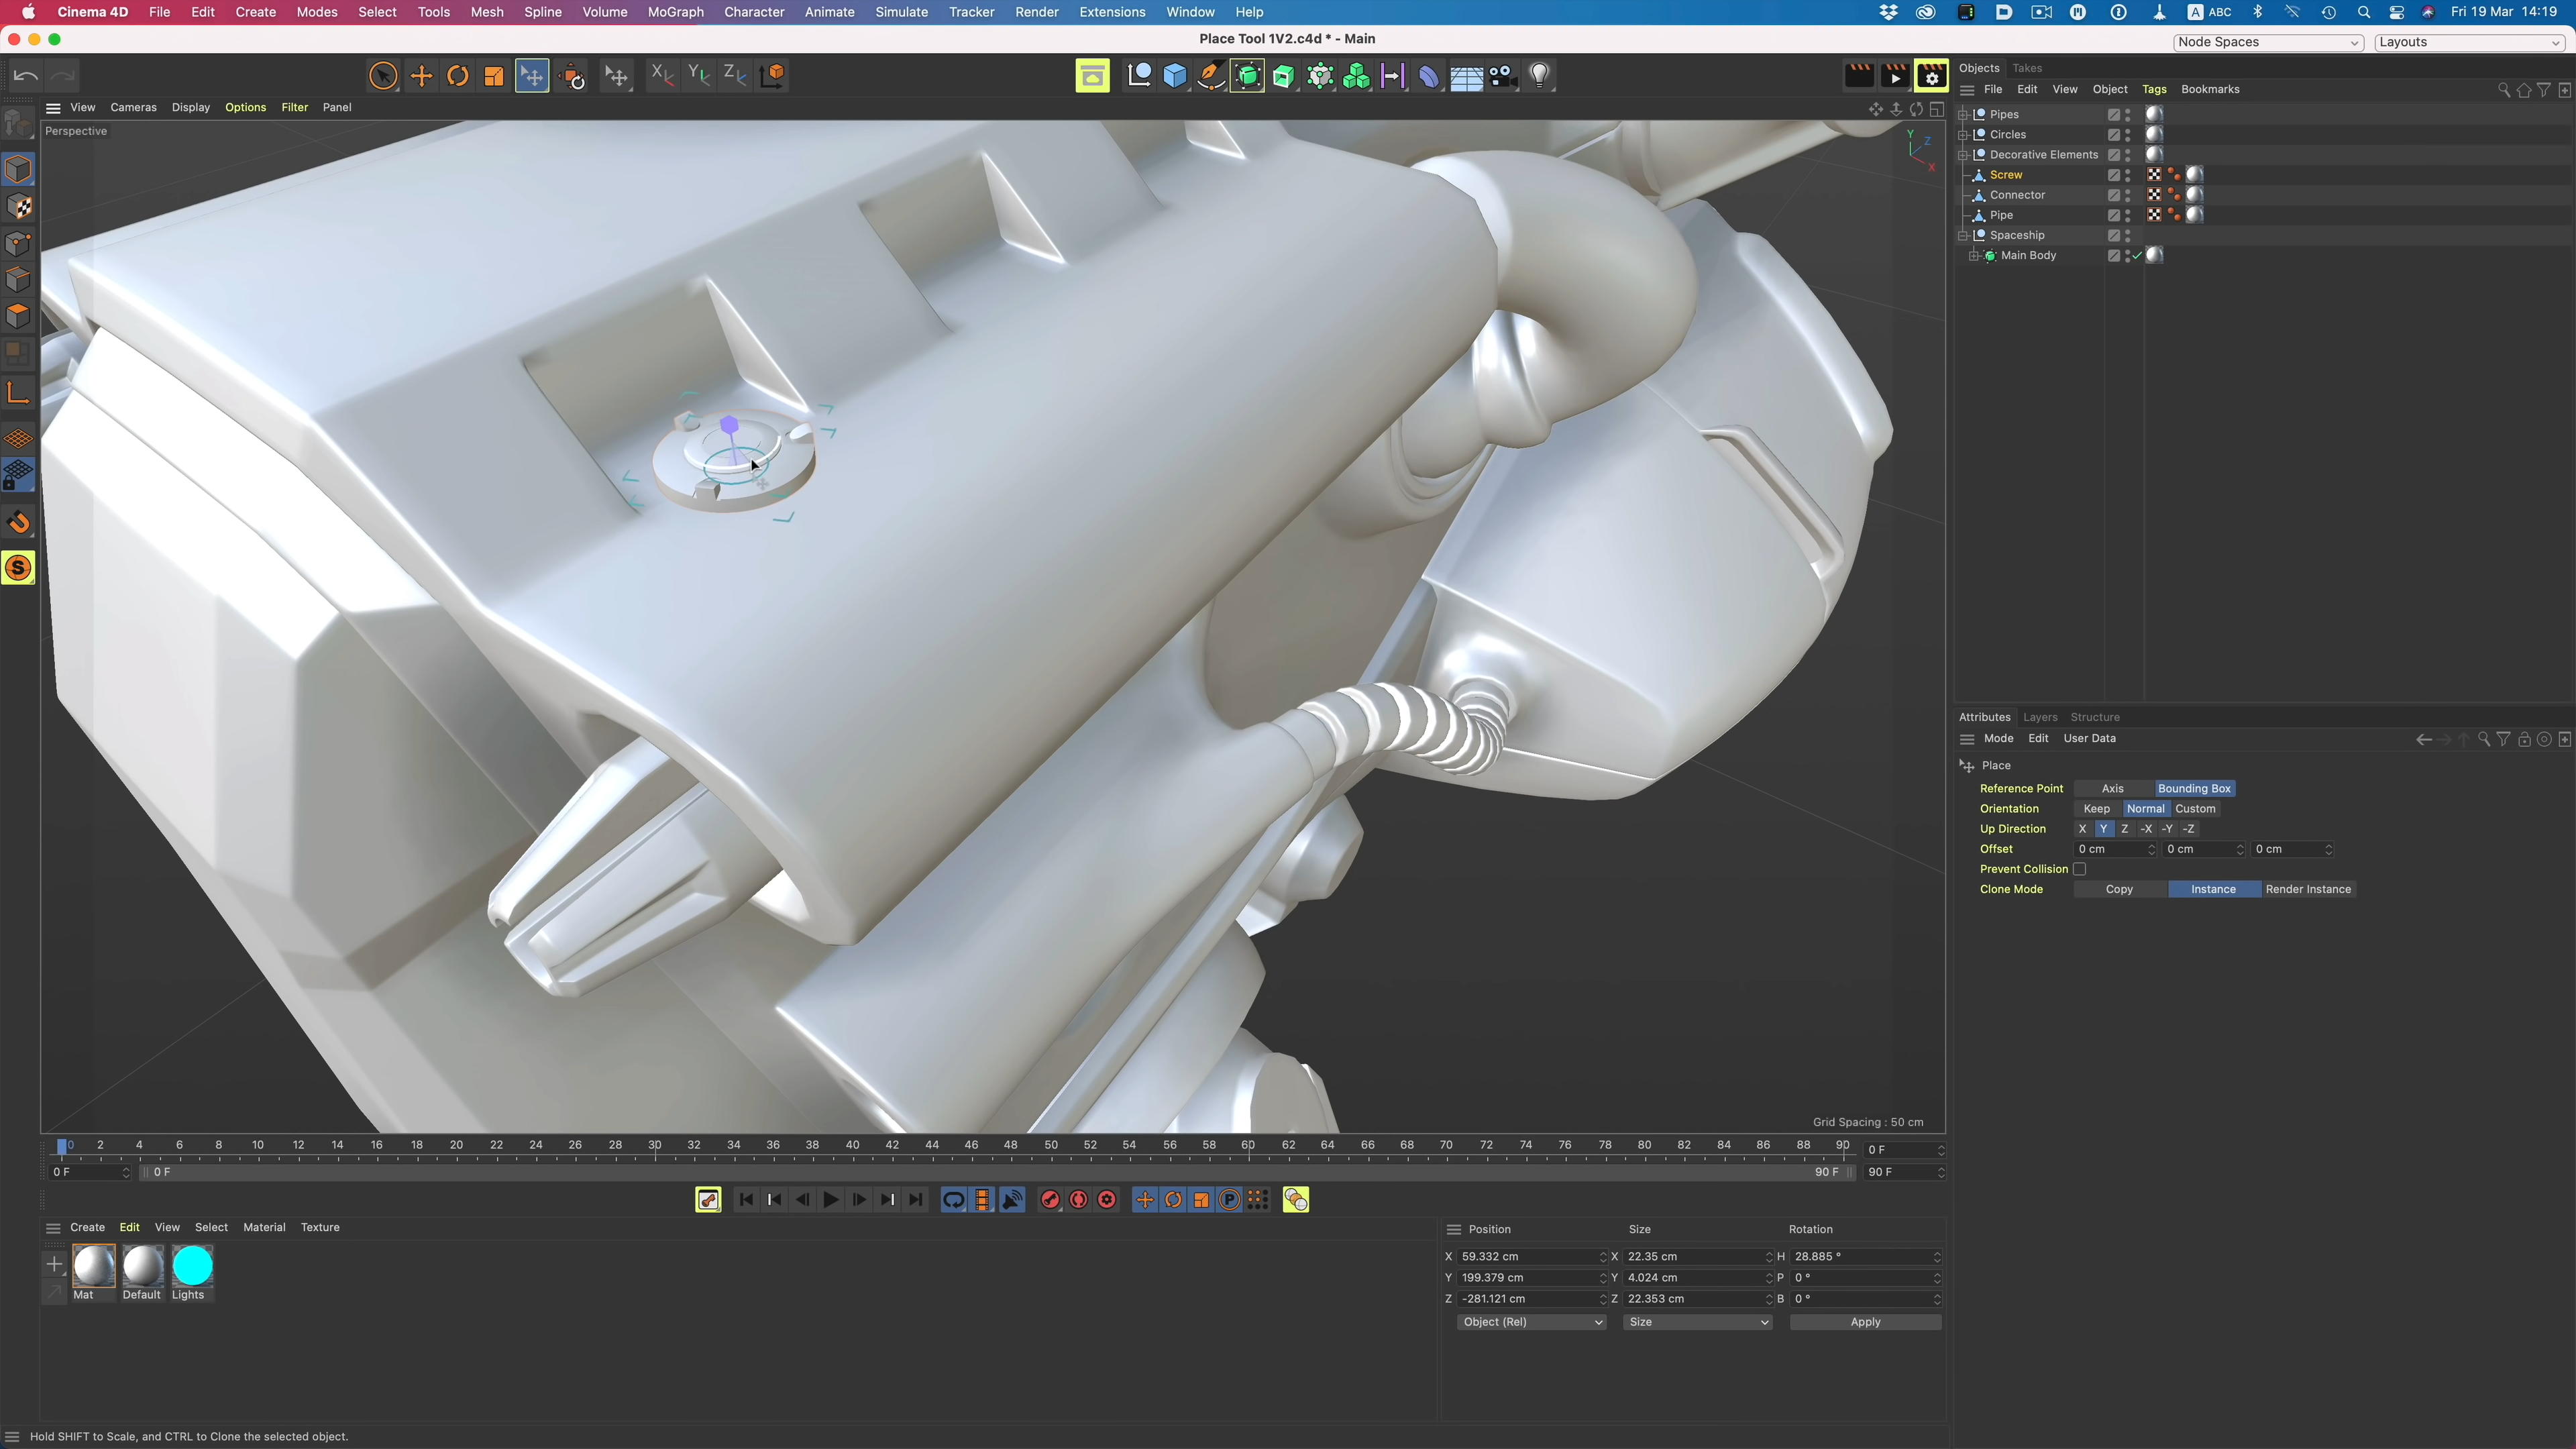 Cinema 4D File Edit Create Modes Select Tools Mesh Spline Volume MoGraph Character Animate Simulate Tracker Render Extensions Window Help A ABC Fri 19 Mar 14:19
Place Tool 1V2.c4d * - Main
Node Spaces Layouts
X Y Z
Objects Takes
View Cameras Display Options Filter Panel
File Edit View Object Tags Bookmarks
Perspective
Y Z X
Pipes
Circles
Decorative Elements
Screw
Connector
Pipe
Spaceship
Main Body
S
Attributes Layers Structure
Mode Edit User Data
Place
Reference Point Axis Bounding Box
Orientation Keep Normal Custom
Up Direction X Y Z -X -Y -Z
Offset 0 cm 0 cm 0 cm
Prevent Collision
Clone Mode Copy Instance Render Instance
Grid Spacing : 50 cm
0 2 4 6 8 10 12 14 16 18 20 22 24 26 28 30 32 34 36 38 40 42 44 46 48 50 52 54 56 58 60 62 64 66 68 70 72 74 76 78 80 82 84 86 88 90 0 F
0 F 0 F 90 F 90 F
P
Create Edit View Select Material Texture
Position Size Rotation
X 59.332 cm X 22.35 cm H 28.885 °
Y 199.379 cm Y 4.024 cm P 0 °
Z -281.121 cm Z 22.353 cm B 0 °
Object (Rel) Size Apply
Mat Default Lights
Hold SHIFT to Scale, and CTRL to Clone the selected object.